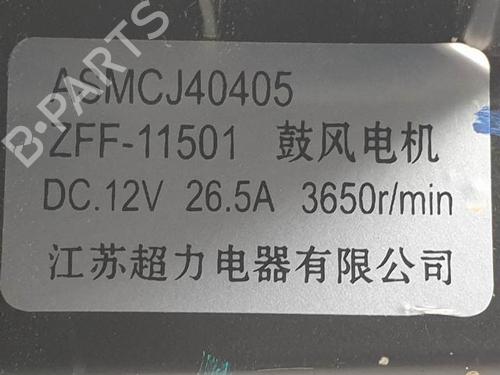 ASMCJ40405
ZFF-11501 鼓风电机
DC.12V 26.5A 3650r/min
江苏超力电器有限公司
B-PARTS